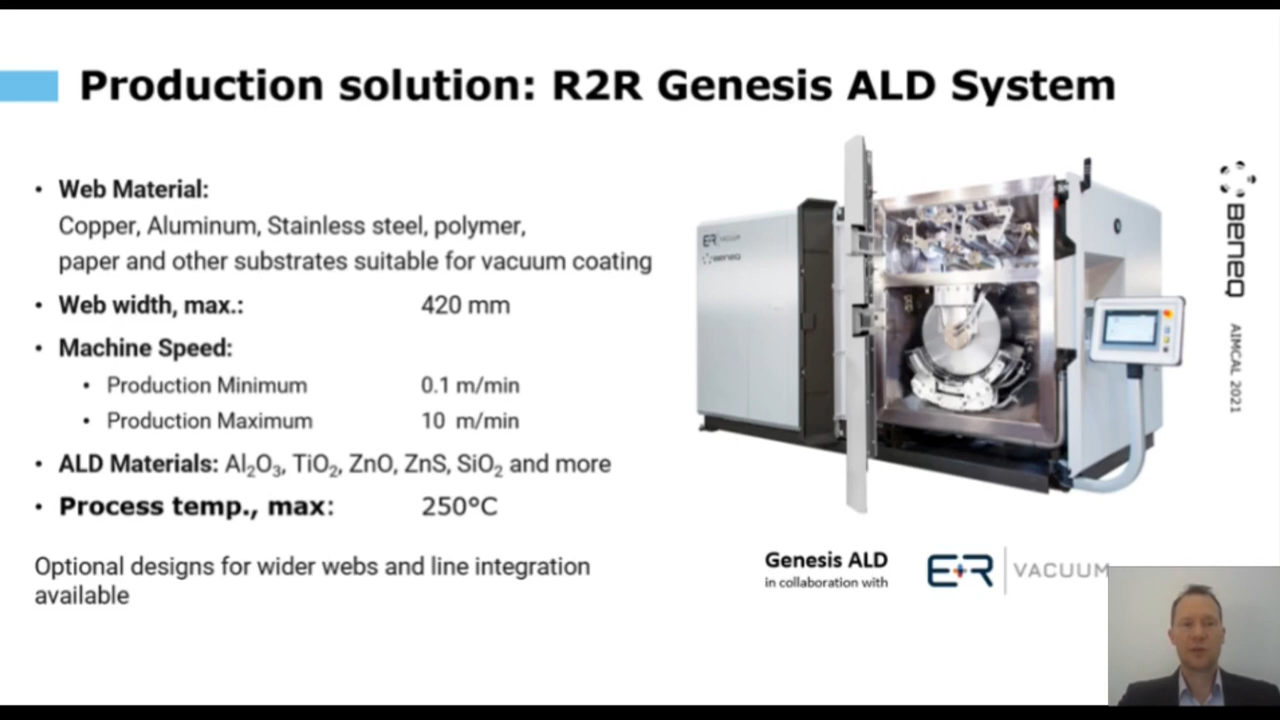 Production solution: R2R Genesis ALD System
• Web Material:
Copper, Aluminum, Stainless steel, polymer,
paper and other substrates suitable for vacuum coating
• Web width, max.: 420 mm
• Machine Speed:
• Production Minimum 0.1 m/min
• Production Maximum 10 m/min
• ALD Materials: Al₂O₃, TiO₂, ZnO, ZnS, SiO₂ and more
• Process temp., max: 250°C
Optional designs for wider webs and line integration
available
E+R VACUUM
BENEQ
Genesis ALD
in collaboration with
E+R VACUUM
BENEQ
AIMCAL 2021